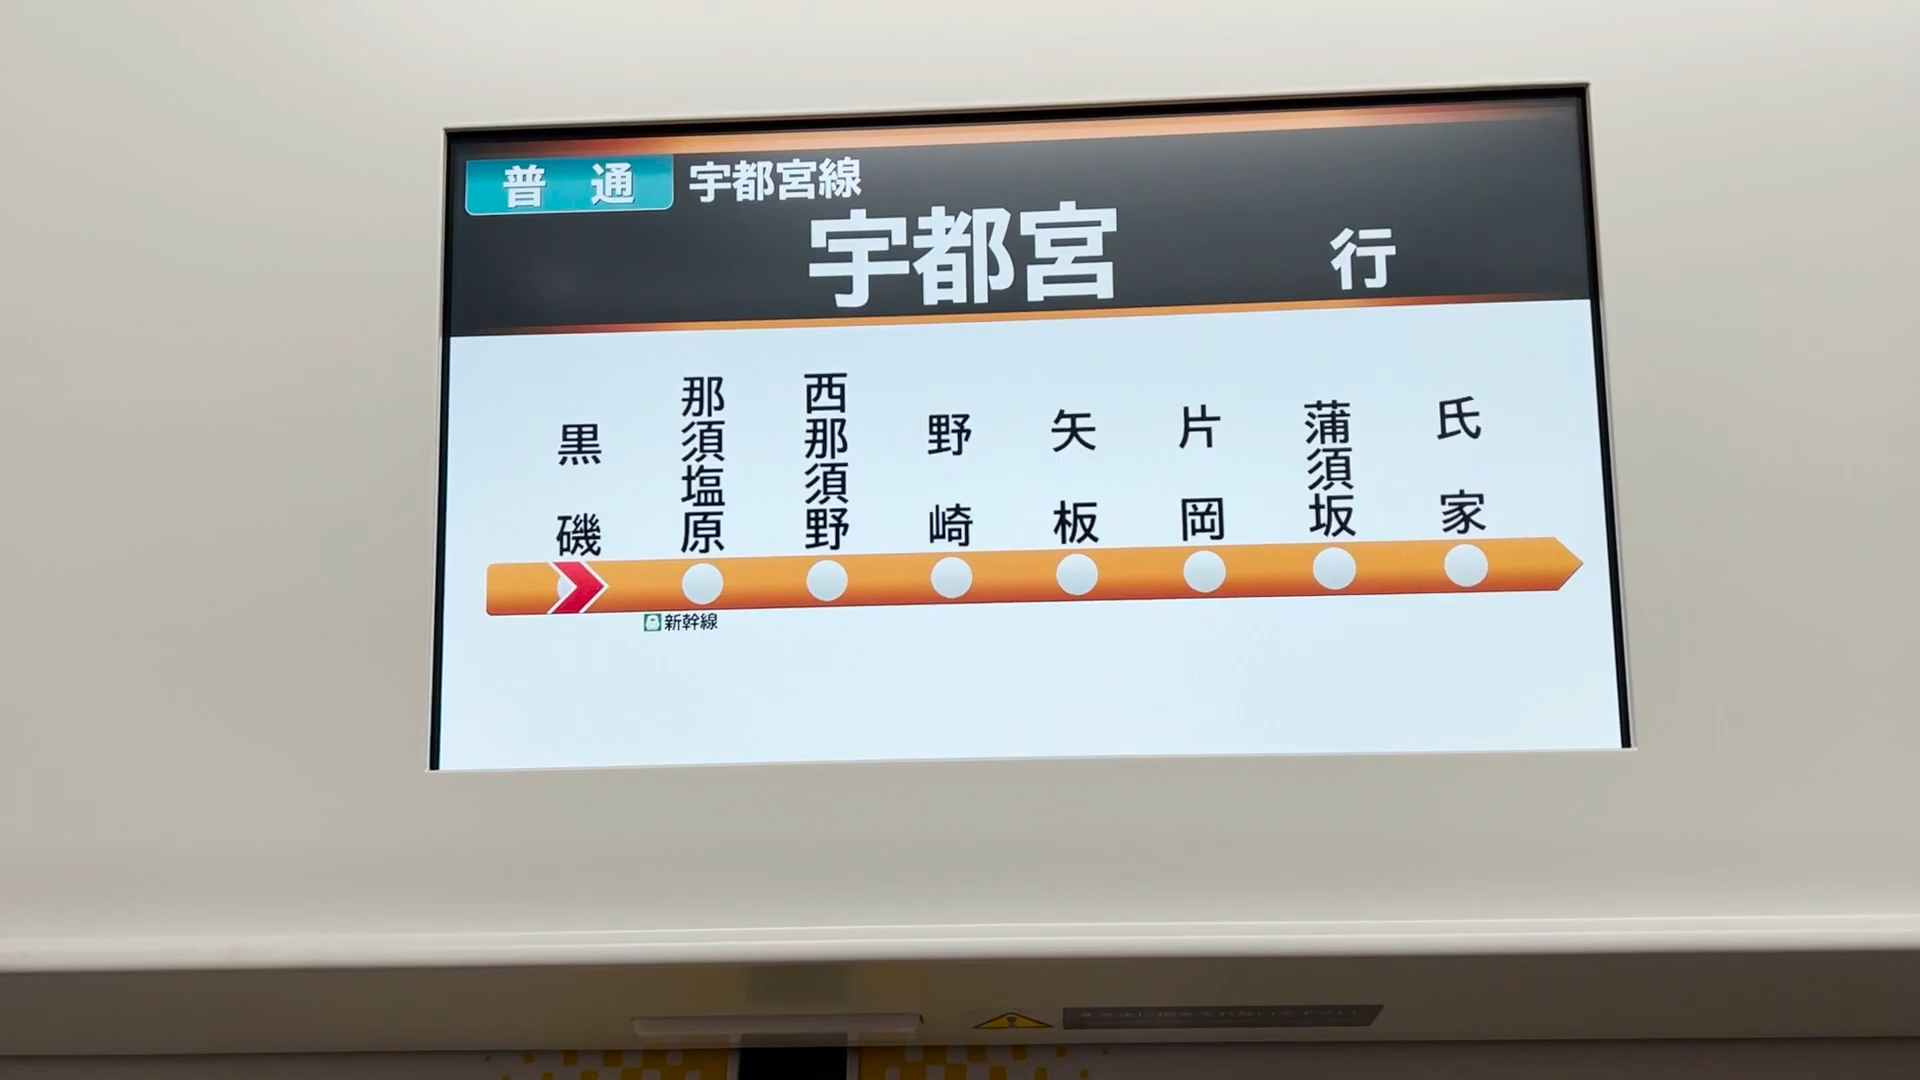 普通 宇都宮線
宇都宮 行
黒磯
那須塩原
西那須野
野崎
矢板
片岡
蒲須坂
氏家
新幹線